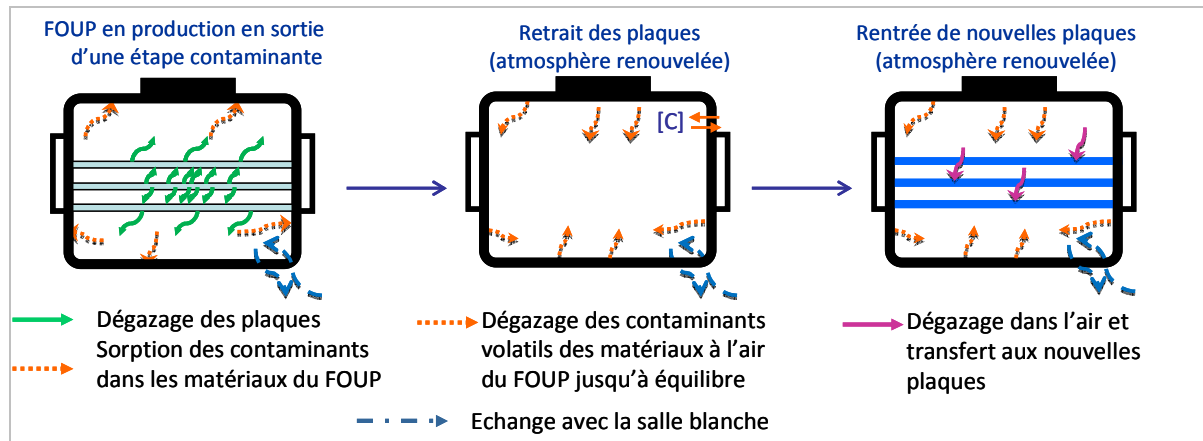 FOUP en production en sortie
d’une étape contaminante
Retrait des plaques
(atmosphère renouvelée)
Rentrée de nouvelles plaques
(atmosphère renouvelée)
[C]
Dégazage des plaques
Sorption des contaminants
dans les matériaux du FOUP
Dégazage des contaminants
volatils des matériaux à l’air
du FOUP jusqu’à équilibre
Dégazage dans l’air et
transfert aux nouvelles
plaques
Echange avec la salle blanche